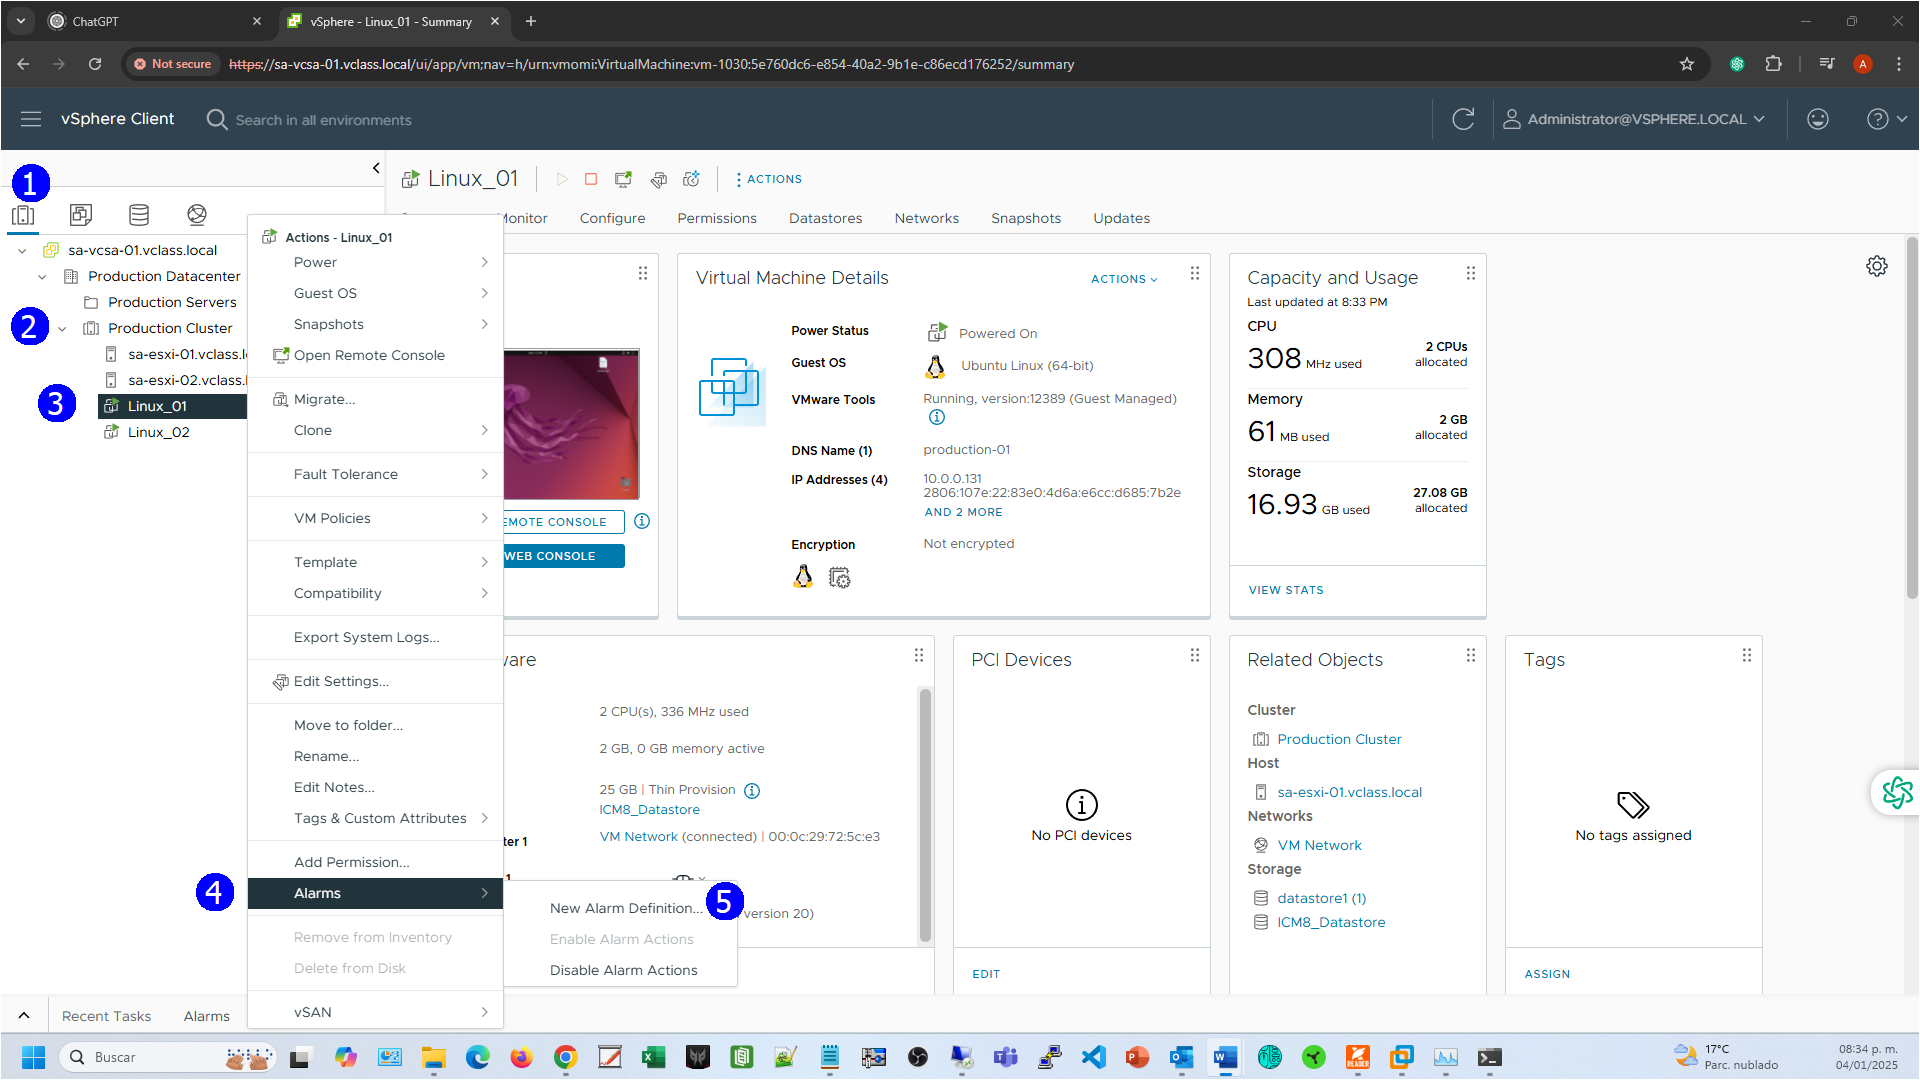 ChatGPT
vSphere - Linux_01 - Summary
Not secure
https://sa-vcsa-01.vclass.local/ui/app/vm;nav=h/urn:vmomi:VirtualMachine:vm-1030:5e760dc6-e854-40a2-9b1e-c86ecd176252/summary
A
vSphere Client
Search in all environments
Administrator@VSPHERE.LOCAL
1
sa-vcsa-01.vclass.local
Production Datacenter
Production Servers
2
Production Cluster
sa-esxi-01.vclass.l
sa-esxi-02.vclass.
3
Linux_01
Linux_02
Linux_01
ACTIONS
Monitor
Configure
Permissions
Datastores
Networks
Snapshots
Updates
Actions - Linux_01
Power
Guest OS
Snapshots
Open Remote Console
Migrate...
Clone
Fault Tolerance
VM Policies
Template
Compatibility
Export System Logs...
Edit Settings...
Move to folder...
Rename...
Edit Notes...
Tags & Custom Attributes
Add Permission...
4
Alarms
Remove from Inventory
Delete from Disk
vSAN
New Alarm Definition...
5
Enable Alarm Actions
Disable Alarm Actions
EMOTE CONSOLE
WEB CONSOLE
Virtual Machine Details
ACTIONS
Power Status
Powered On
Guest OS
Ubuntu Linux (64-bit)
VMware Tools
Running, version:12389 (Guest Managed)
DNS Name (1)
production-01
IP Addresses (4)
10.0.0.131
2806:107e:22:83e0:4d6a:e6cc:d685:7b2e
AND 2 MORE
Encryption
Not encrypted
Capacity and Usage
Last updated at 8:33 PM
CPU
308 MHz used
2 CPUs
allocated
Memory
61 MB used
2 GB
allocated
Storage
16.93 GB used
27.08 GB
allocated
VIEW STATS
ware
2 CPU(s), 336 MHz used
2 GB, 0 GB memory active
25 GB | Thin Provision
ICM8_Datastore
ter 1
VM Network (connected) | 00:0c:29:72:5c:e3
1
version 20)
PCI Devices
No PCI devices
EDIT
Related Objects
Cluster
Production Cluster
Host
sa-esxi-01.vclass.local
Networks
VM Network
Storage
datastore1 (1)
ICM8_Datastore
Tags
No tags assigned
ASSIGN
Recent Tasks
Alarms
Buscar
17°C
Parc. nublado
08:34 p. m.
04/01/2025